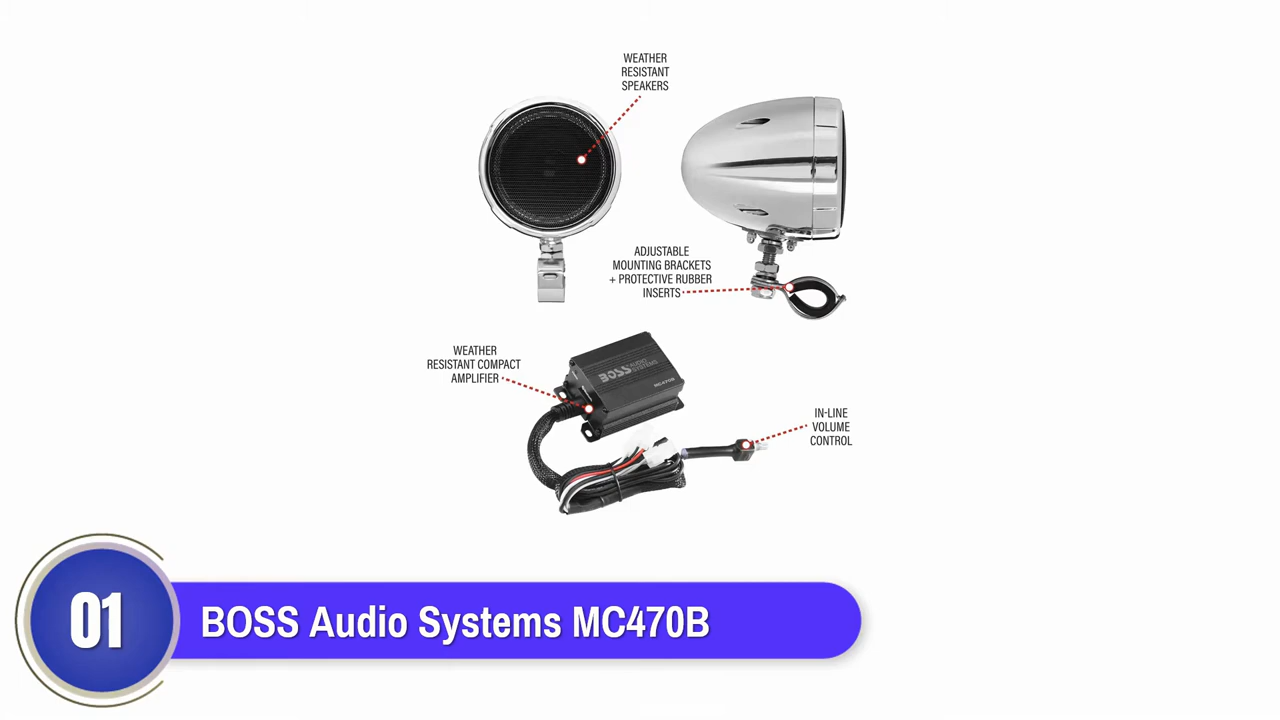 WEATHER
RESISTANT
SPEAKERS
ADJUSTABLE
MOUNTING BRACKETS
+ PROTECTIVE RUBBER
INSERTS
WEATHER
RESISTANT COMPACT
AMPLIFIER
BOSS AUDIO SYSTEMS
MC470B
IN-LINE
VOLUME
CONTROL
01
BOSS Audio Systems MC470B